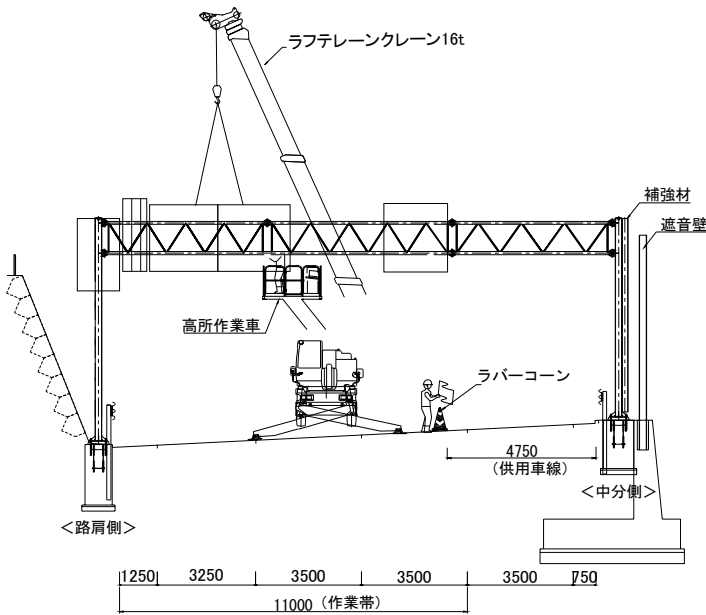 ラフテレーンクレーン16t
補強材
遮音壁
高所作業車
ラバーコーン
4750
(供用車線)
＜中分側＞
＜路肩側＞
1250 3250 3500 3500 3500 750
11000 (作業帯)